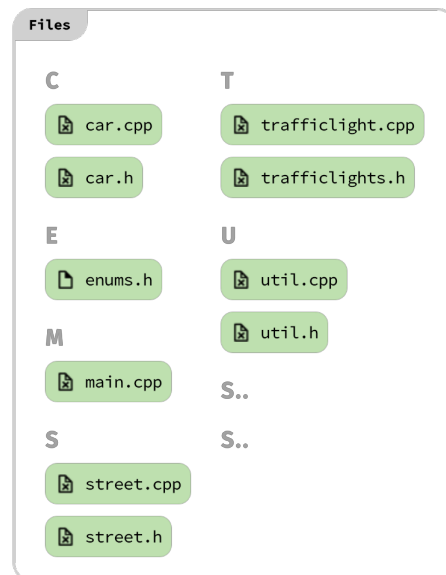 Files
C
car.cpp
car.h
E
enums.h
M
main.cpp
S
street.cpp
street.h
T
trafficlight.cpp
trafficlights.h
U
util.cpp
util.h
S..
S..